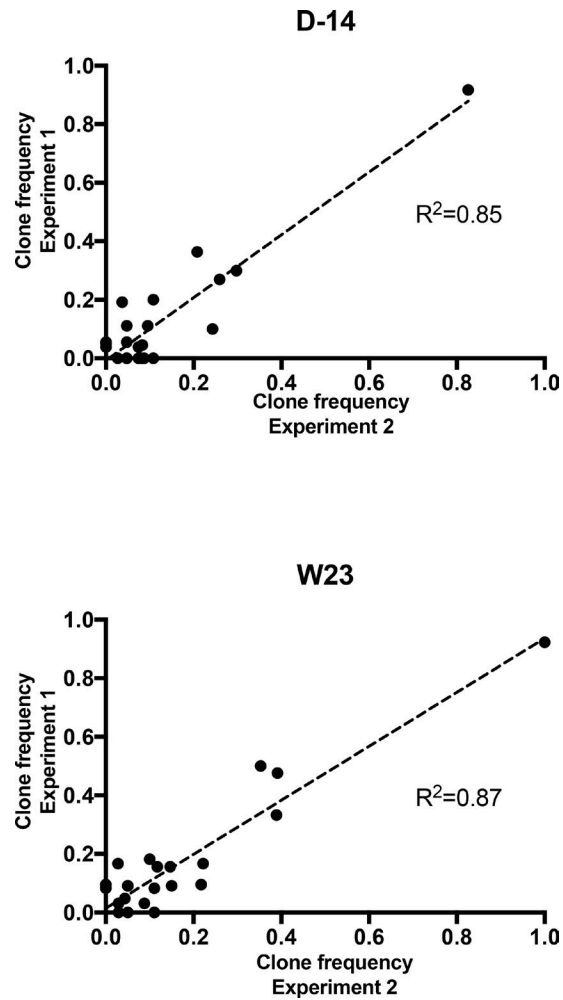 D-14
Clone frequency
Experiment 1
1.0
0.8
0.6
0.4
0.2
0.0
R²=0.85
0.0 0.2 0.4 0.6 0.8 1.0
Clone frequency
Experiment 2
W23
Clone frequency
Experiment 1
1.0
0.8
0.6
0.4
0.2
0.0
R²=0.87
0.0 0.2 0.4 0.6 0.8 1.0
Clone frequency
Experiment 2